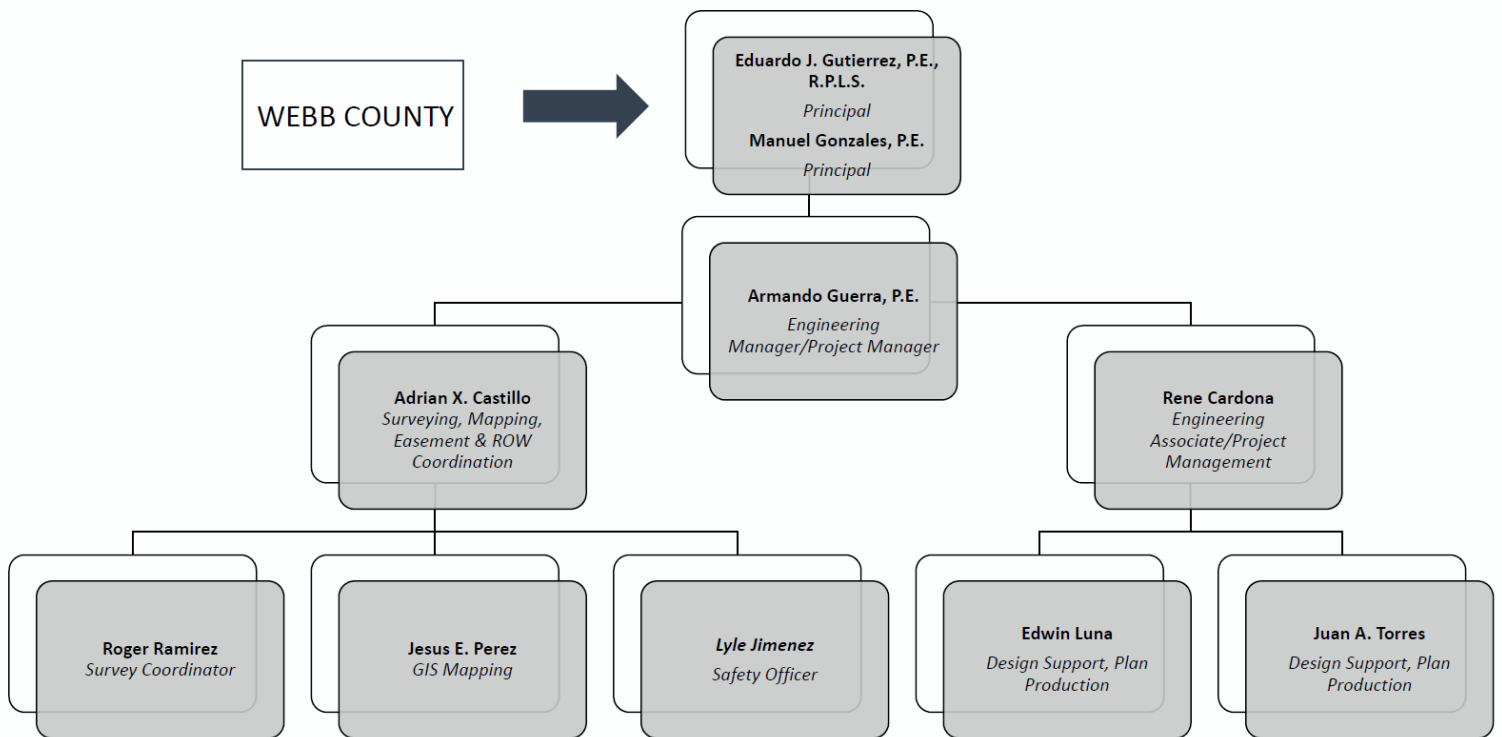 WEBB COUNTY
Eduardo J. Gutierrez, P.E.,
R.P.L.S.
Principal
Manuel Gonzales, P.E.
Principal
Armando Guerra, P.E.
Engineering
Manager/Project Manager
Adrian X. Castillo
Surveying, Mapping,
Easement & ROW
Coordination
Rene Cardona
Engineering
Associate/Project
Management
Roger Ramirez
Survey Coordinator
Jesus E. Perez
GIS Mapping
Lyle Jimenez
Safety Officer
Edwin Luna
Design Support, Plan
Production
Juan A. Torres
Design Support, Plan
Production